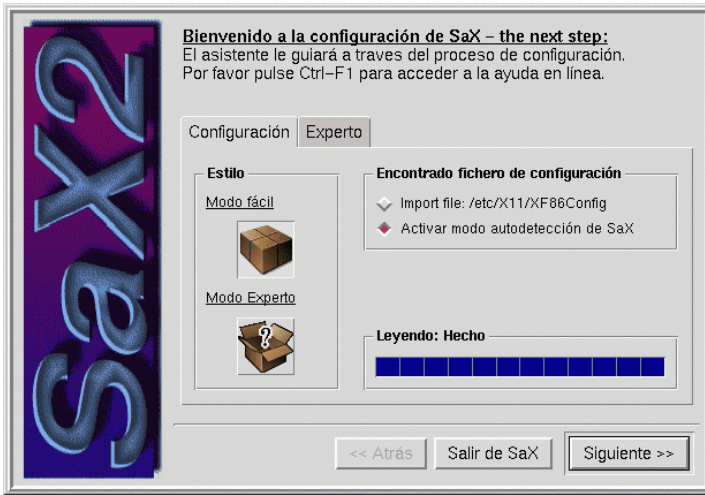 SaX2
Bienvenido a la configuración de SaX – the next step:
El asistente le guiará a traves del proceso de configuración.
Por favor pulse Ctrl–F1 para acceder a la ayuda en línea.
Configuración
Experto
Estilo
Modo fácil
Modo Experto
?
Encontrado fichero de configuración
Import file: /etc/X11/XF86Config
Activar modo autodetección de SaX
Leyendo: Hecho
<< Atrás
Salir de SaX
Siguiente >>